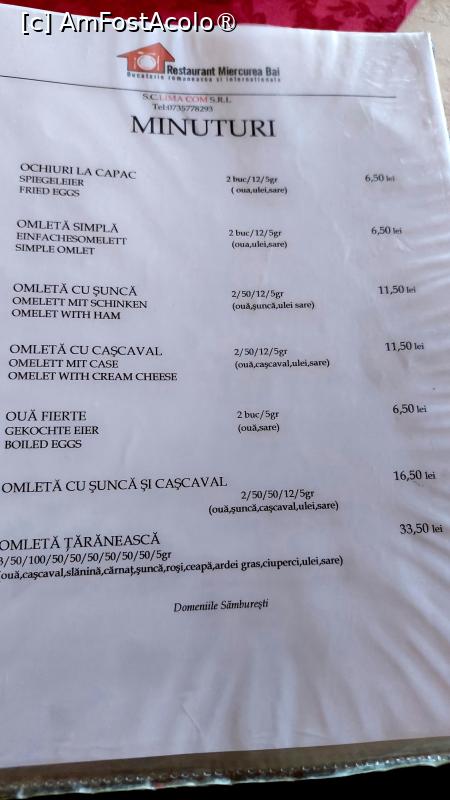 [c] AmFostAcolo®
Restaurant Miercurea Bai
Bucatarie romaneasca si internationala
S.C.LIMA COM S.R.L
Tel:0735778293
MINUTURI
OCHIURI LA CAPAC 2 buc/12/5gr 6,50 lei
SPIEGELEIER ( oua,ulei,sare)
FRIED EGGS
OMLETĂ SIMPLĂ 2 buc/12/5gr 6,50 lei
EINFACHESOMELETT (oua,ulei,sare)
SIMPLE OMLET
OMLETĂ CU ŞUNCĂ 2/50/12/5gr 11,50 lei
OMELETT MIT SCHINKEN (ouă,şuncă,ulei sare)
OMELET WITH HAM
OMLETĂ CU CAŞCAVAL 2/50/12/5gr 11,50 lei
OMELETT MIT CASE (ouă,caşcaval,ulei,sare)
OMELET WITH CREAM CHEESE
OUĂ FIERTE 2 buc/5gr 6,50 lei
GEKOCHTE EIER (ouă,sare)
BOILED EGGS
OMLETĂ CU ŞUNCĂ ŞI CAŞCAVAL 16,50 lei
2/50/50/12/5gr
(ouă,şuncă,caşcaval,ulei,sare)
OMLETĂ ŢĂRĂNEASCĂ 33,50 lei
3/50/100/50/50/50/50/50/50/5gr
(ouă,caşcaval,slănină,cărnaţ,şuncă,roşi,ceapă,ardei gras,ciuperci,ulei,sare)
Domeniile Sâmbureşti